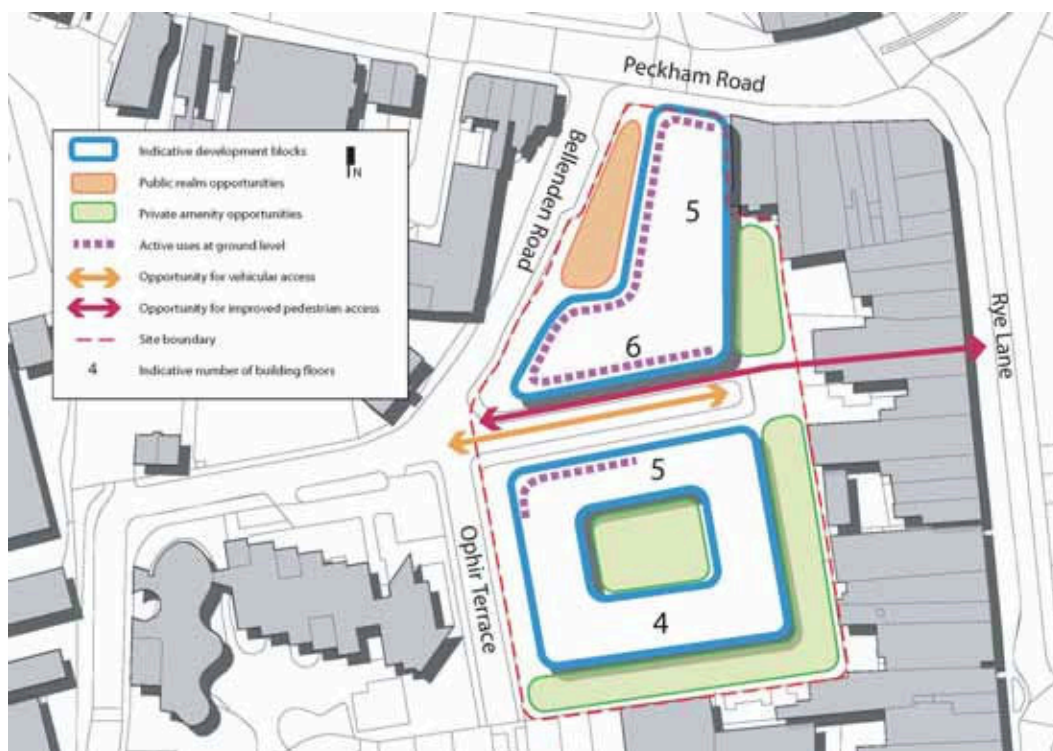 Peckham Road
Bellenden Road
Indicative development blocks
N
Public realm opportunities
Private amenity opportunities
Active uses at ground level
Opportunity for vehicular access
Opportunity for improved pedestrian access
Site boundary
4 Indicative number of building floors
5
6
Rye Lane
5
4
Ophir Terrace